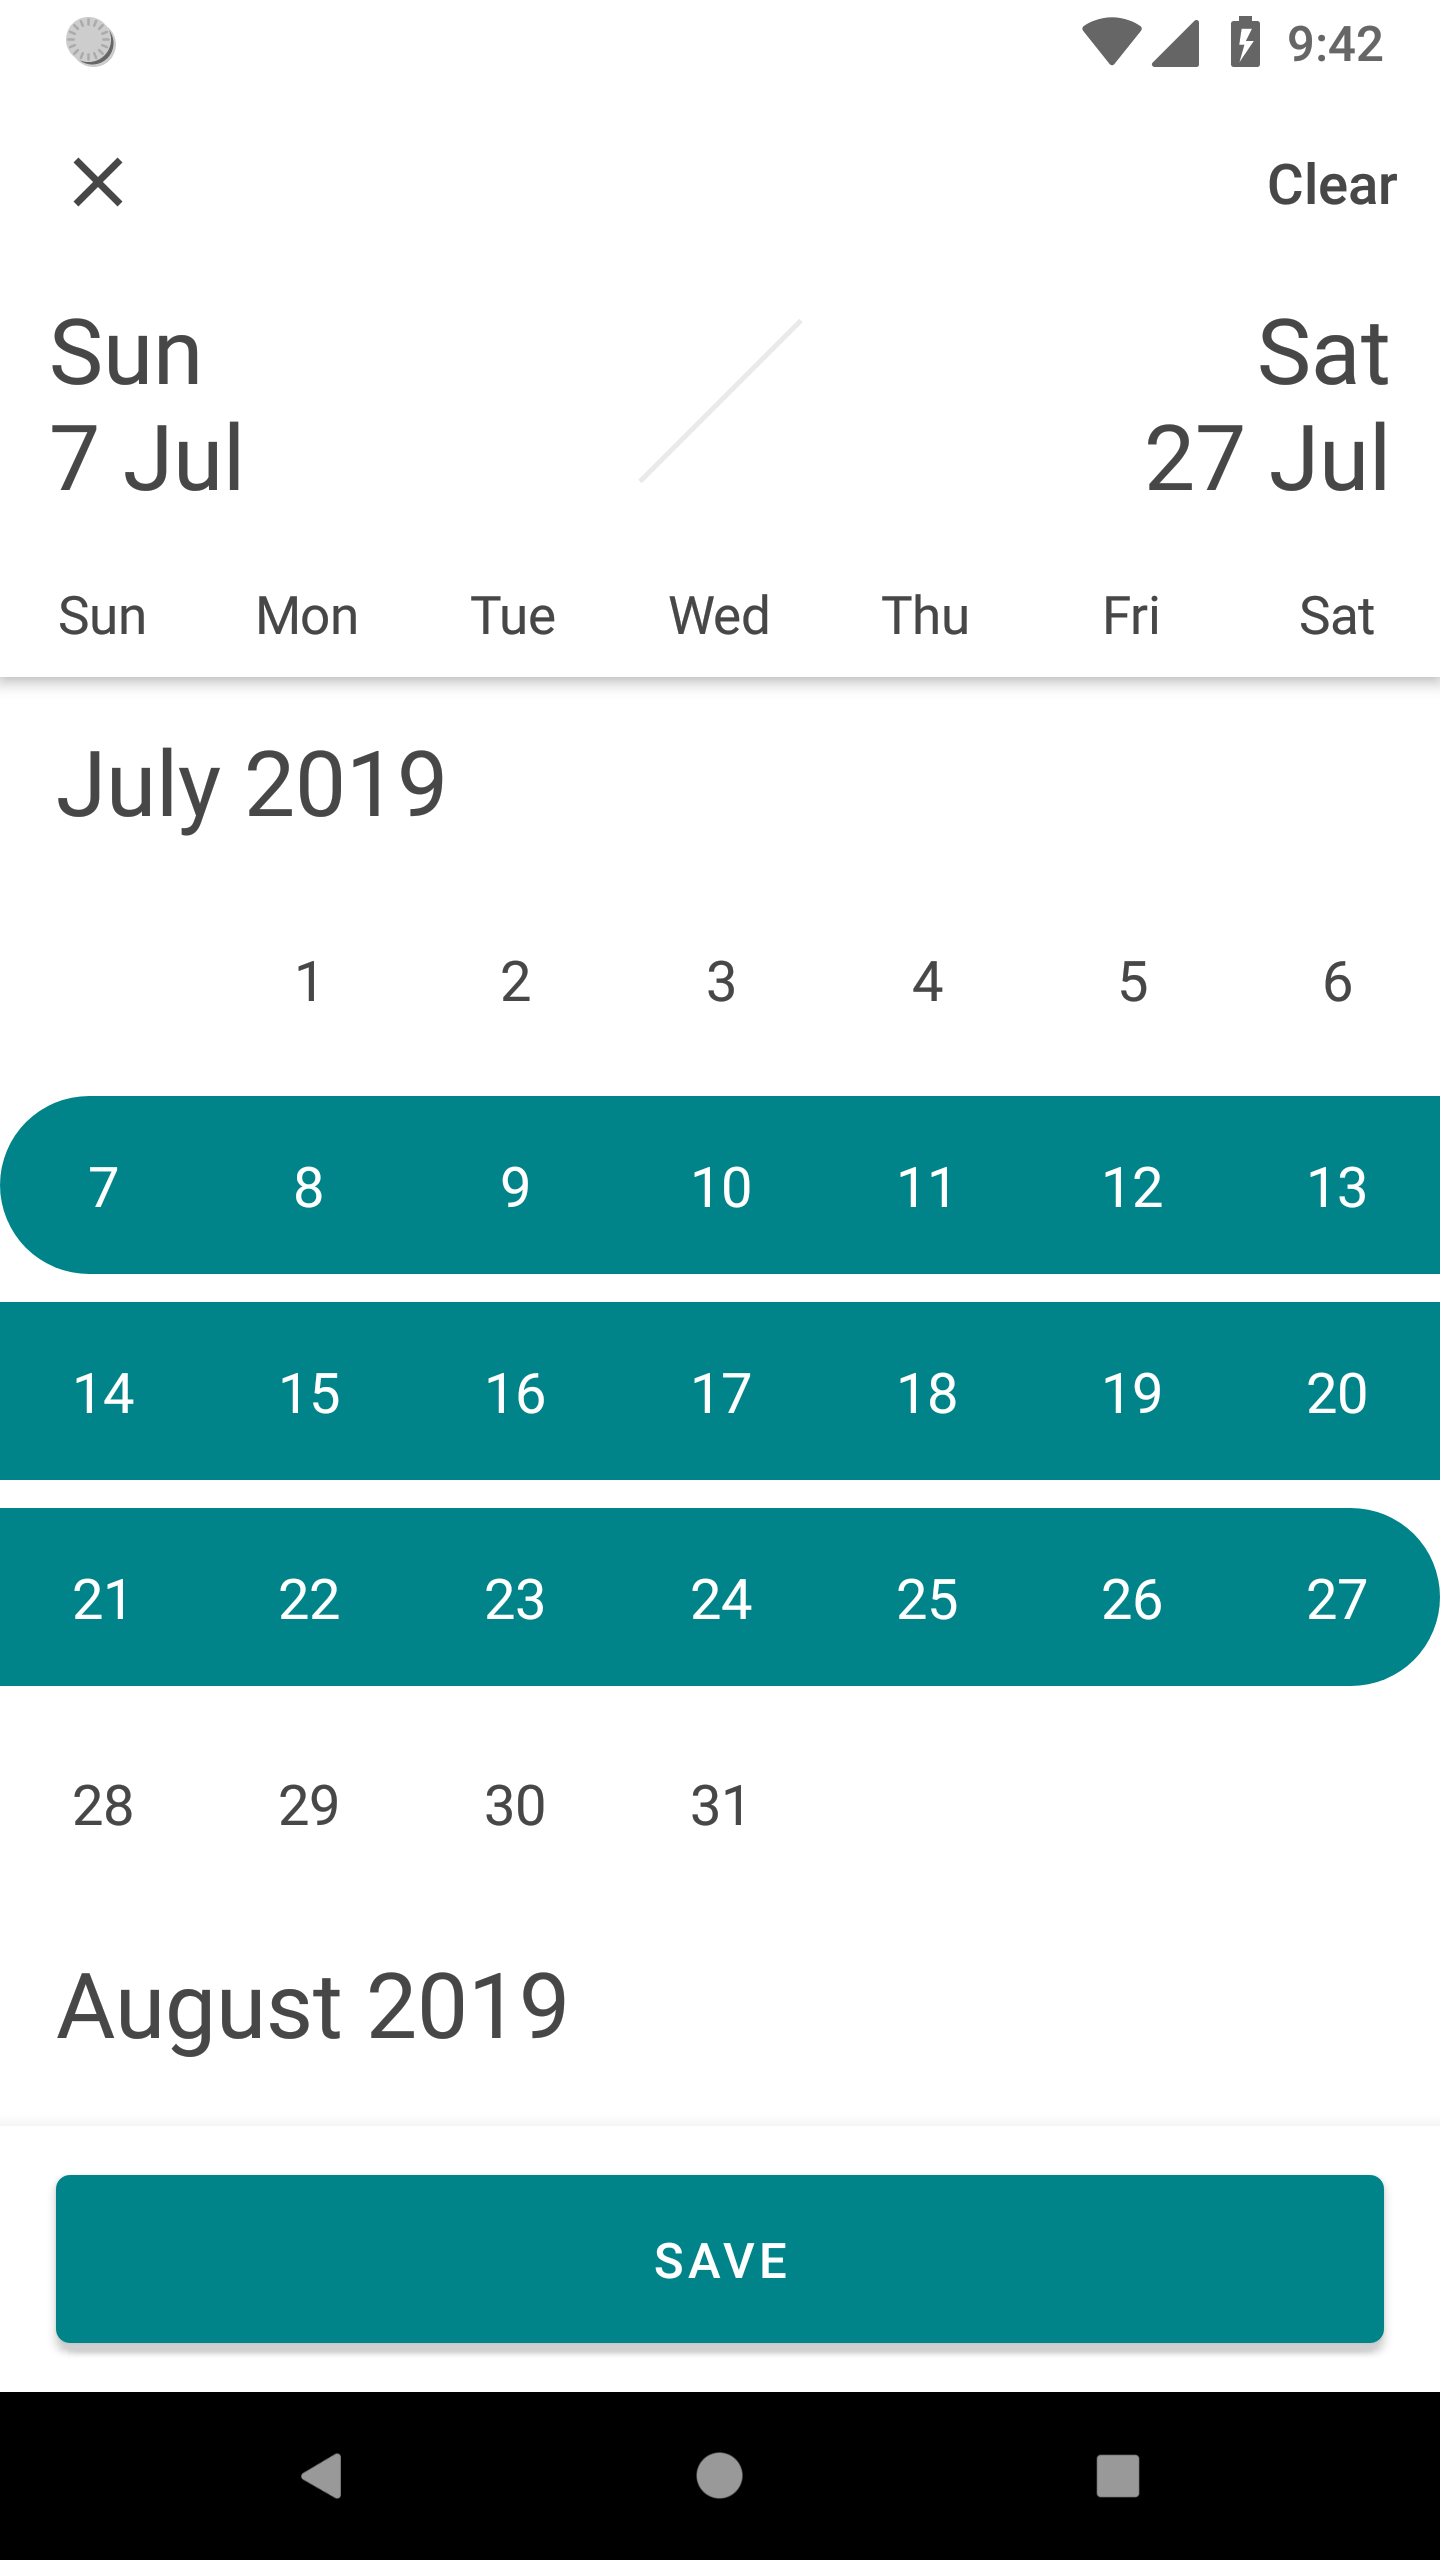 9:42
Clear
Sun Sat
7 Jul 27 Jul
Sun Mon Tue Wed Thu Fri Sat
July 2019
1 2 3 4 5 6
7 8 9 10 11 12 13
14 15 16 17 18 19 20
21 22 23 24 25 26 27
28 29 30 31
August 2019
SAVE